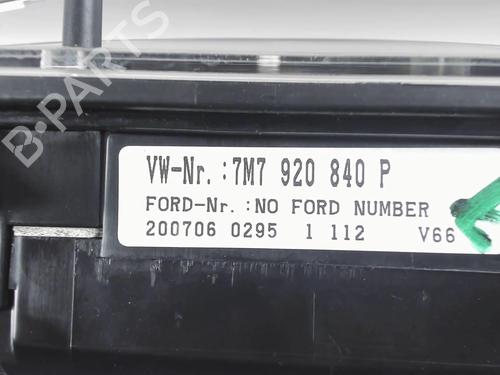 B-PARTS
VW-Nr. :7M7 920 840 P
FORD-Nr. :NO FORD NUMBER
200706 0295 1 112 V66